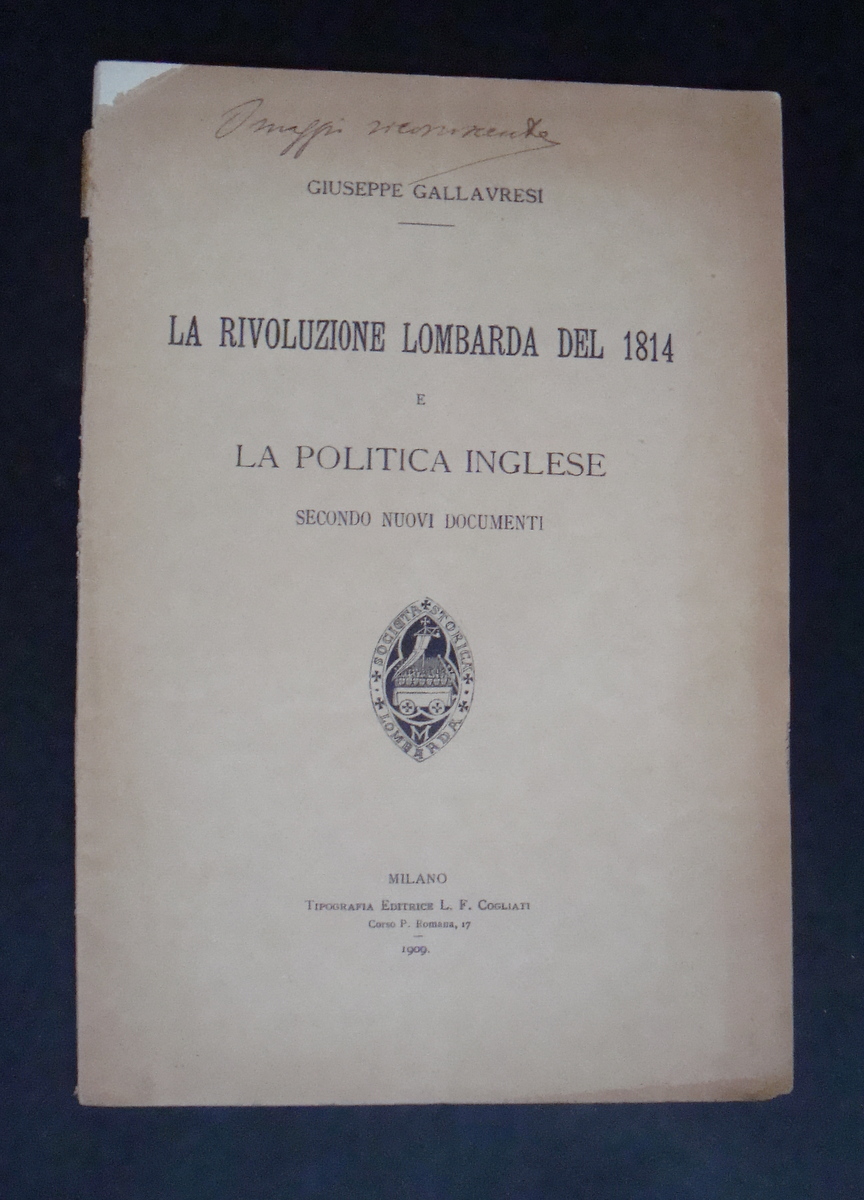 Omaggio riconoscente
GIUSEPPE GALLAVRESI
LA RIVOLUZIONE LOMBARDA DEL 1814
E
LA POLITICA INGLESE
SECONDO NUOVI DOCUMENTI
SOCIETA STORICA
LOMBARDA
M
MILANO
TIPOGRAFIA EDITRICE L. F. COGLIATI
Corso P. Romana, 17
1909.